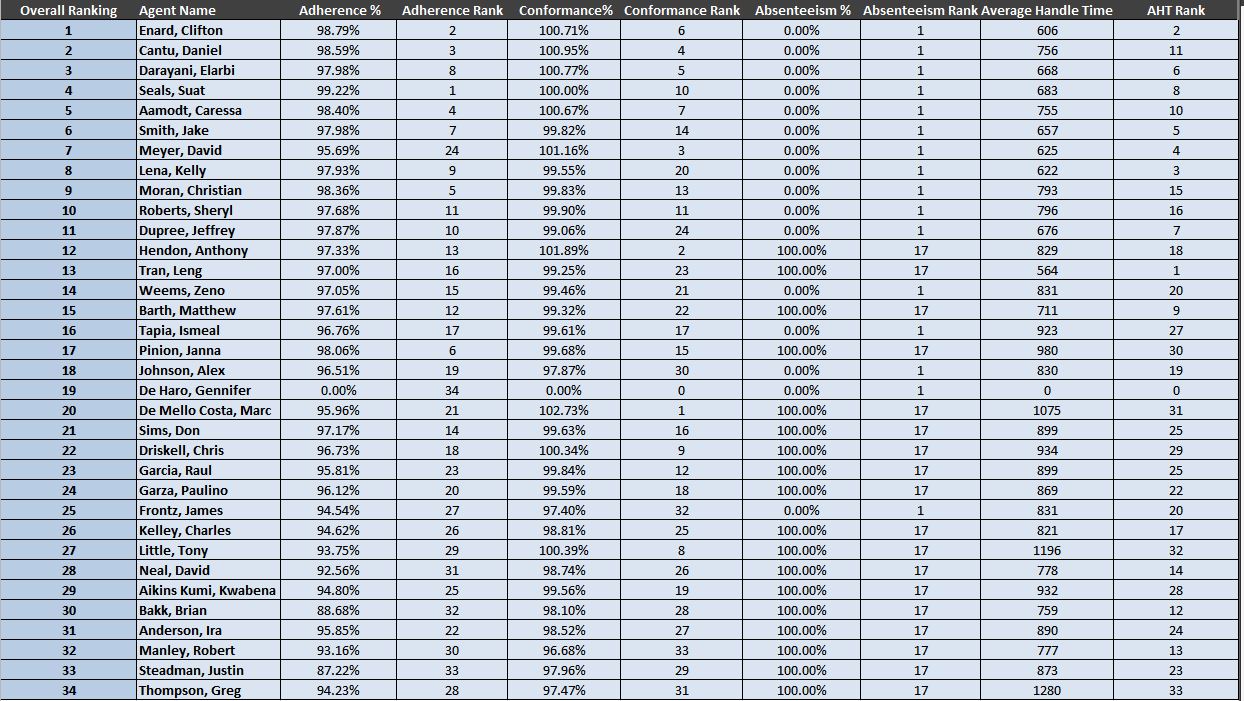 Overall Ranking Agent Name Adherence % Adherence Rank Conformance% Conformance Rank Absenteeism % Absenteeism Rank Average Handle Time AHT Rank
1 Enard, Clifton 98.79% 2 100.71% 6 0.00% 1 606 2
2 Cantu, Daniel 98.59% 3 100.95% 4 0.00% 1 756 11
3 Darayani, Elarbi 97.98% 8 100.77% 5 0.00% 1 668 6
4 Seals, Suat 99.22% 1 100.00% 10 0.00% 1 683 8
5 Aamodt, Caressa 98.40% 4 100.67% 7 0.00% 1 755 10
6 Smith, Jake 97.98% 7 99.82% 14 0.00% 1 657 5
7 Meyer, David 95.69% 24 101.16% 3 0.00% 1 625 4
8 Lena, Kelly 97.93% 9 99.55% 20 0.00% 1 622 3
9 Moran, Christian 98.36% 5 99.83% 13 0.00% 1 793 15
10 Roberts, Sheryl 97.68% 11 99.90% 11 0.00% 1 796 16
11 Dupree, Jeffrey 97.87% 10 99.06% 24 0.00% 1 676 7
12 Hendon, Anthony 97.33% 13 101.89% 2 100.00% 17 829 18
13 Tran, Leng 97.00% 16 99.25% 23 100.00% 17 564 1
14 Weems, Zeno 97.05% 15 99.46% 21 0.00% 1 831 20
15 Barth, Matthew 97.61% 12 99.32% 22 100.00% 17 711 9
16 Tapia, Ismeal 96.76% 17 99.61% 17 0.00% 1 923 27
17 Pinion, Janna 98.06% 6 99.68% 15 100.00% 17 980 30
18 Johnson, Alex 96.51% 19 97.87% 30 0.00% 1 830 19
19 De Haro, Gennifer 0.00% 34 0.00% 0 0.00% 1 0 0
20 De Mello Costa, Marc 95.96% 21 102.73% 1 100.00% 17 1075 31
21 Sims, Don 97.17% 14 99.63% 16 100.00% 17 899 25
22 Driskell, Chris 96.73% 18 100.34% 9 100.00% 17 934 29
23 Garcia, Raul 95.81% 23 99.84% 12 100.00% 17 899 25
24 Garza, Paulino 96.12% 20 99.59% 18 100.00% 17 869 22
25 Frontz, James 94.54% 27 97.40% 32 0.00% 1 831 20
26 Kelley, Charles 94.62% 26 98.81% 25 100.00% 17 821 17
27 Little, Tony 93.75% 29 100.39% 8 100.00% 17 1196 32
28 Neal, David 92.56% 31 98.74% 26 100.00% 17 778 14
29 Aikins Kumi, Kwabena 94.80% 25 99.56% 19 100.00% 17 932 28
30 Bakk, Brian 88.68% 32 98.10% 28 100.00% 17 759 12
31 Anderson, Ira 95.85% 22 98.52% 27 100.00% 17 890 24
32 Manley, Robert 93.16% 30 96.68% 33 100.00% 17 777 13
33 Steadman, Justin 87.22% 33 97.96% 29 100.00% 17 873 23
34 Thompson, Greg 94.23% 28 97.47% 31 100.00% 17 1280 33